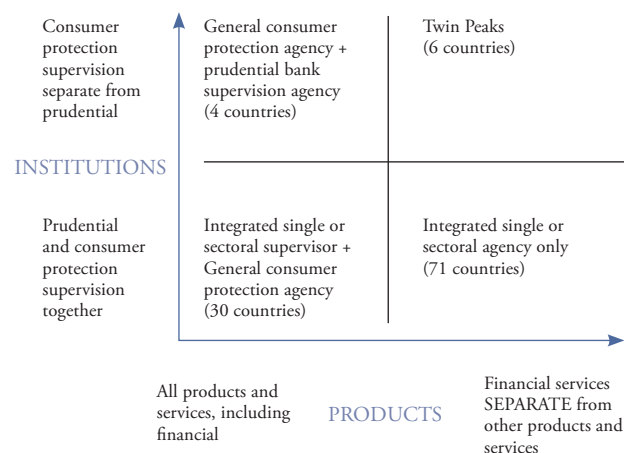 Consumer
protection
supervision
separate from
prudential
General consumer
protection agency +
prudential bank
supervision agency
(4 countries)
Twin Peaks
(6 countries)
INSTITUTIONS
Prudential
and consumer
protection
supervision
together
Integrated single or
sectoral supervisor +
General consumer
protection agency
(30 countries)
Integrated single or
sectoral agency only
(71 countries)
All products and
services, including
financial
PRODUCTS
Financial services
SEPARATE from
other products and
services